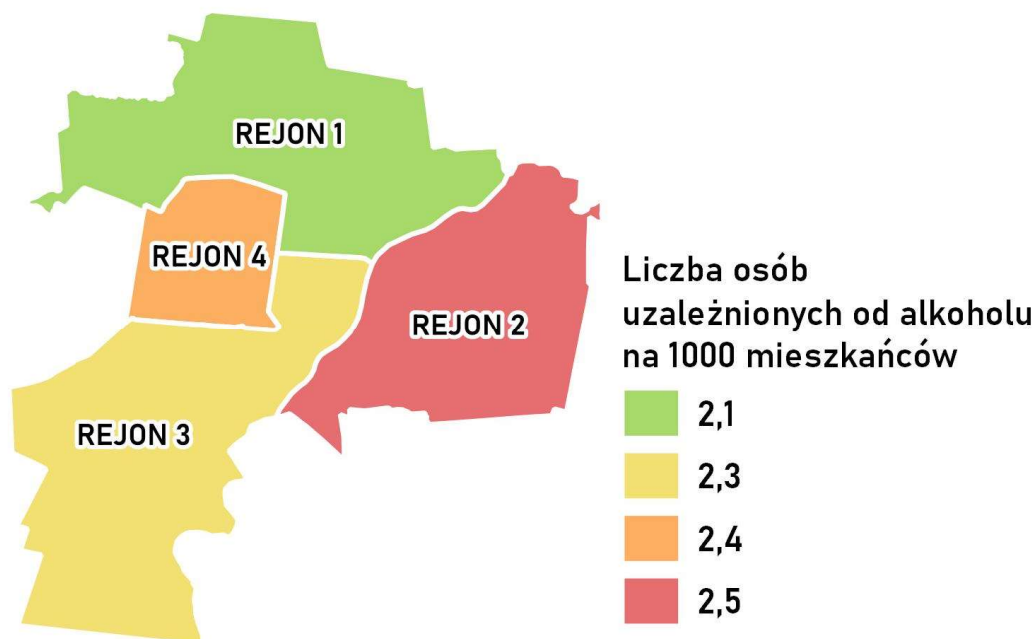 REJON 1
REJON 4
REJON 2
REJON 3
Liczba osób
uzależnionych od alkoholu
na 1000 mieszkańców
2,1
2,3
2,4
2,5